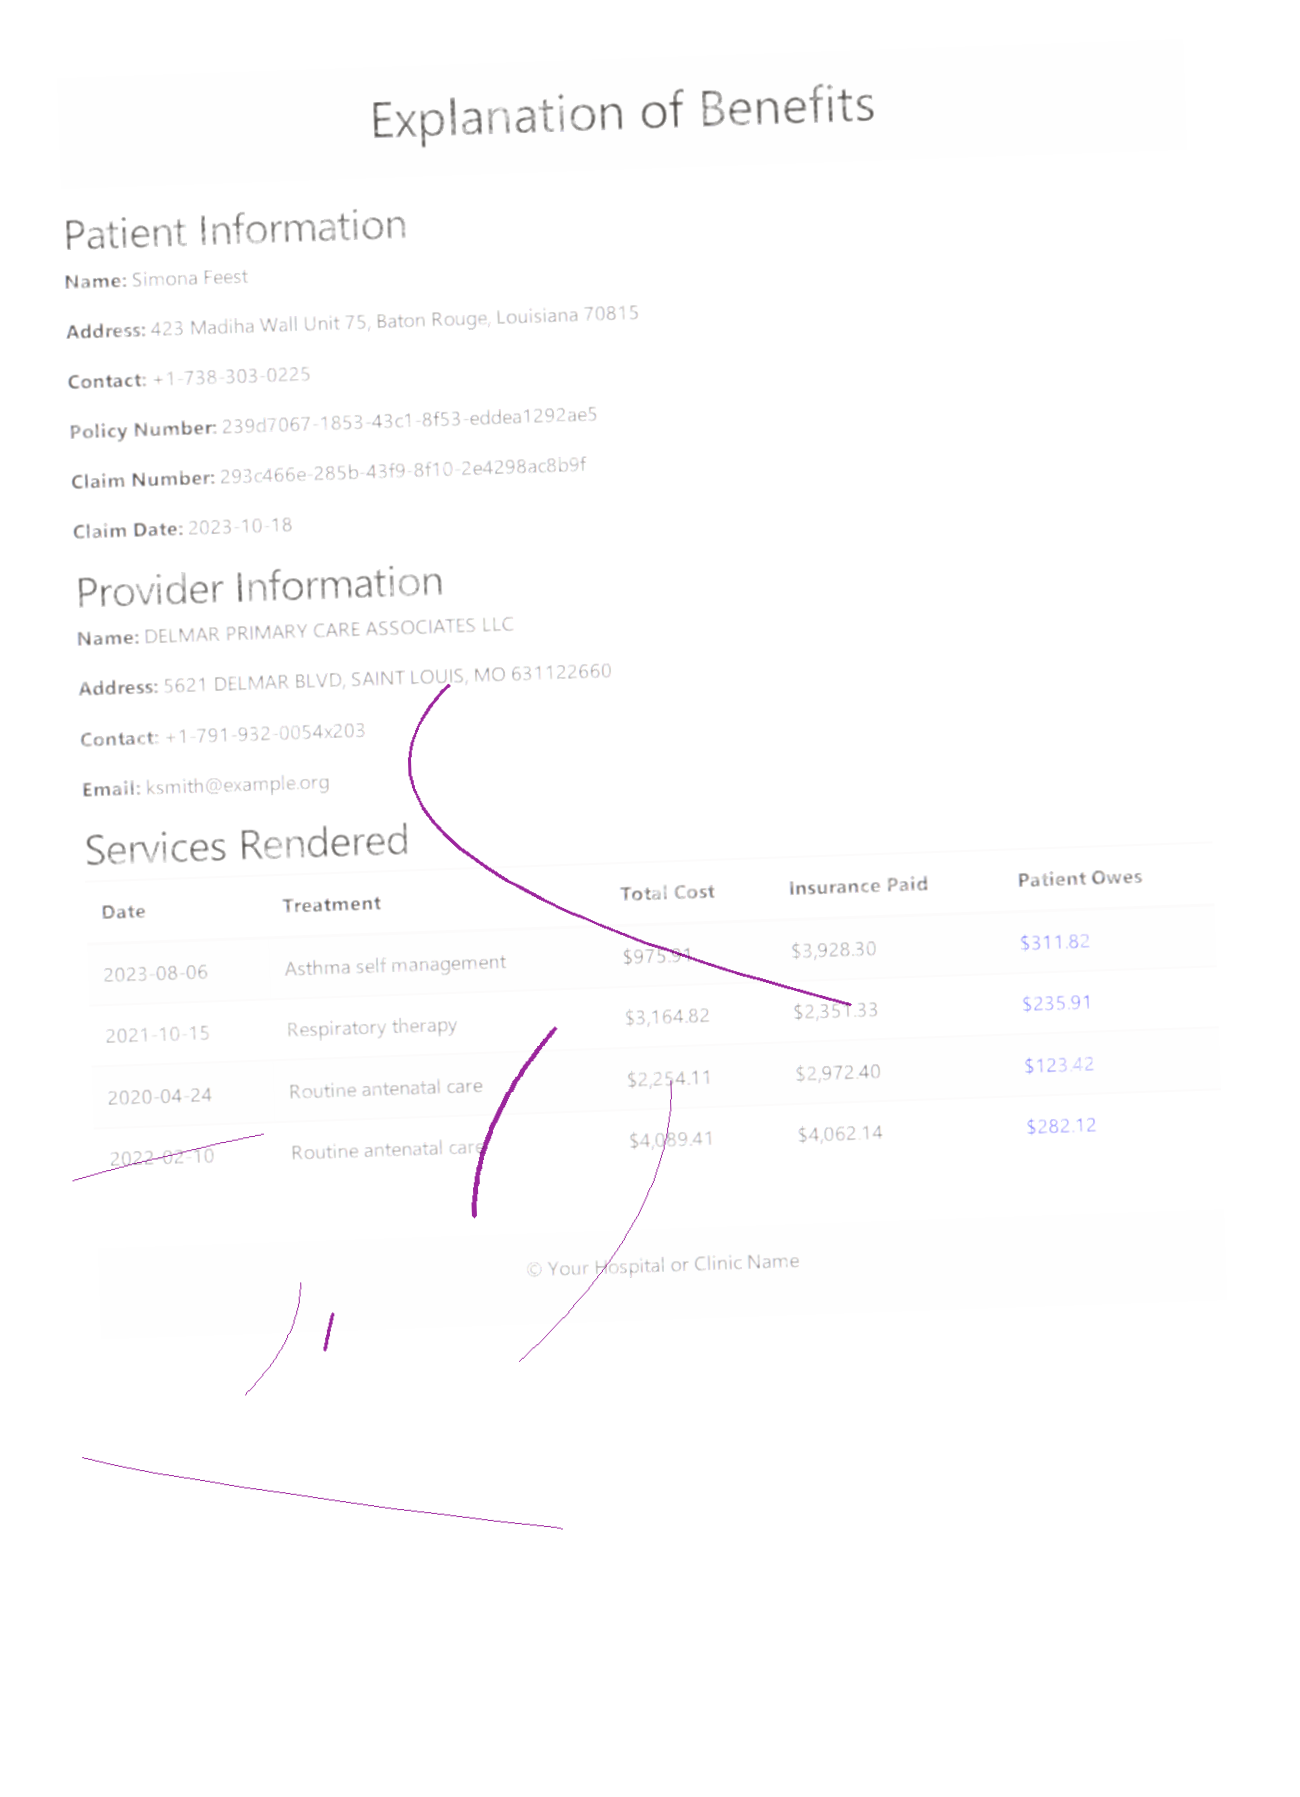 Explanation of Benefits
Patient Information
Name: Simona Feest
Address: 423 Madiha Wall Unit 75, Baton Rouge, Louisiana 70815
Contact: +1-738-303-0225
Policy Number: 239d7067-1853-43c1-8f53-eddea1292ae5
Claim Number: 293c466e-285b-43f9-8f10-2e4298ac8b9f
Claim Date: 2023-10-18
Provider Information
Name: DELMAR PRIMARY CARE ASSOCIATES LLC
Address: 5621 DELMAR BLVD, SAINT LOUIS, MO 631122660
Contact: +1-791-932-0054x203
Email: ksmith@example.org
Services Rendered
Date Treatment Total Cost Insurance Paid Patient Owes
2023-08-06 Asthma self management $975.91 $3,928.30 $311.82
2021-10-15 Respiratory therapy $3,164.82 $2,351.33 $235.91
2020-04-24 Routine antenatal care $2,254.11 $2,972.40 $123.42
2022-02-10 Routine antenatal care $4,089.41 $4,062.14 $282.12
© Your Hospital or Clinic Name